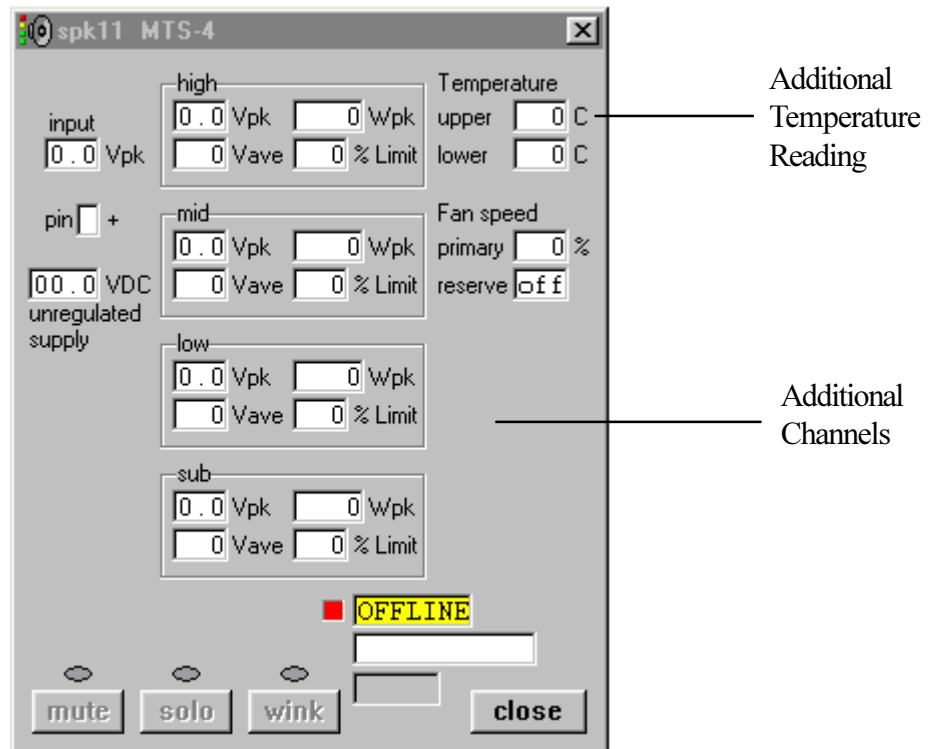 spk11 MTS-4
input
0.0 Vpk
pin +
00.0 VDC
unregulated
supply
high
0.0 Vpk 0 Wpk
0 Vave 0 % Limit
mid
0.0 Vpk 0 Wpk
0 Vave 0 % Limit
low
0.0 Vpk 0 Wpk
0 Vave 0 % Limit
sub
0.0 Vpk 0 Wpk
0 Vave 0 % Limit
Temperature
upper 0 C
lower 0 C
Fan speed
primary 0 %
reserve off
OFFLINE
mute solo wink close
Additional
Temperature
Reading
Additional
Channels